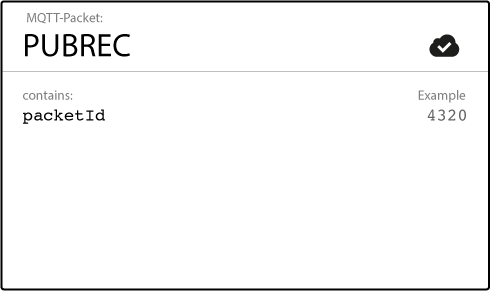 MQTT-Packet:
PUBREC
contains:
Example
packetId
4320